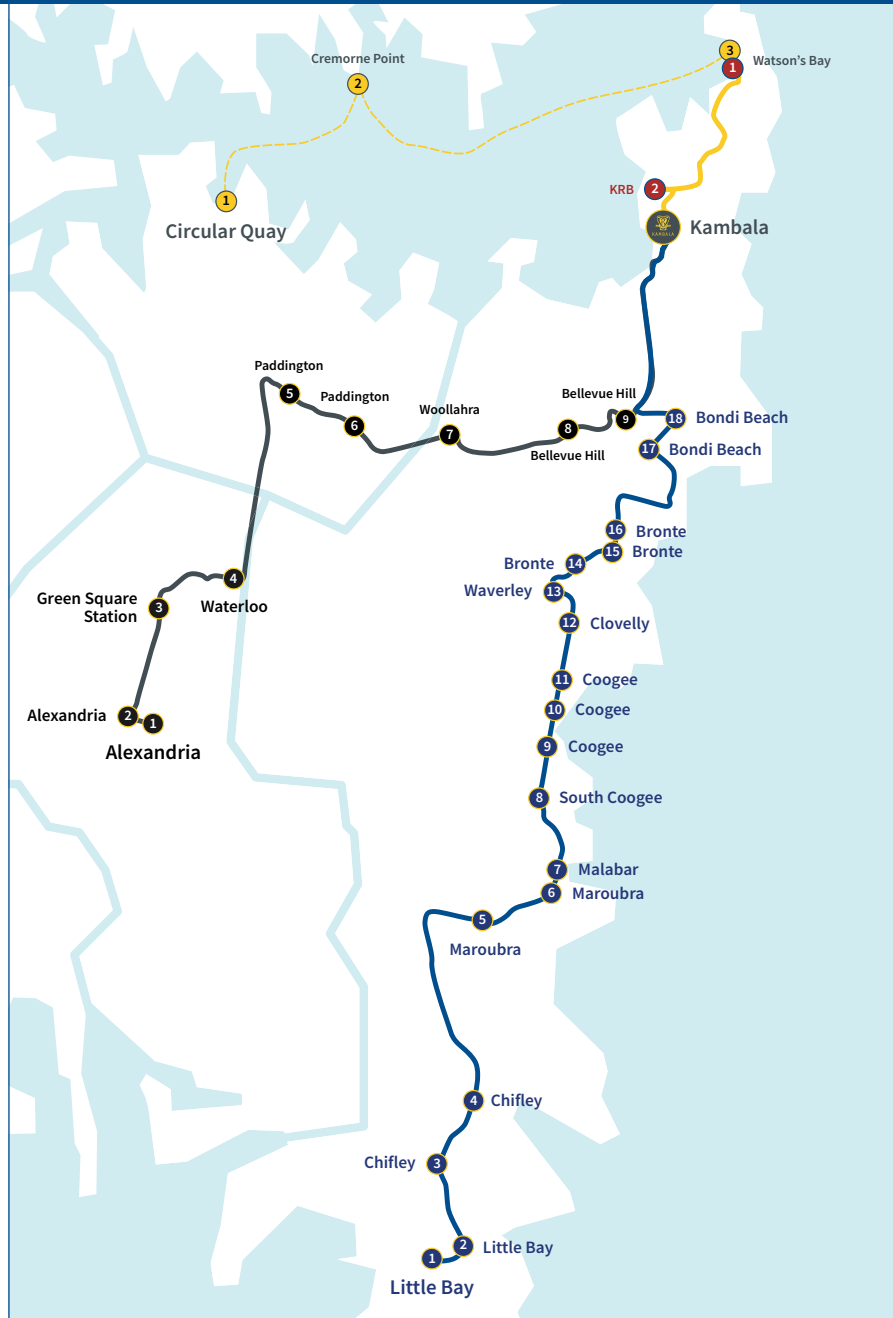 Cremorne Point
2
3
1
Watson's Bay
1
Circular Quay
KRB
2
KAMBALA
Kambala
Paddington
5
Paddington
6
Woollahra
7
Bellevue Hill
8
Bellevue Hill
9
18
Bondi Beach
17
Bondi Beach
16
Bronte
15
Bronte
Bronte
14
Waverley
13
12
Clovelly
4
Waterloo
Green Square
Station
3
11
Coogee
10
Coogee
9
Coogee
Alexandria
2
1
Alexandria
8
South Coogee
7
Malabar
6
Maroubra
5
Maroubra
4
Chifley
Chifley
3
2
Little Bay
1
Little Bay